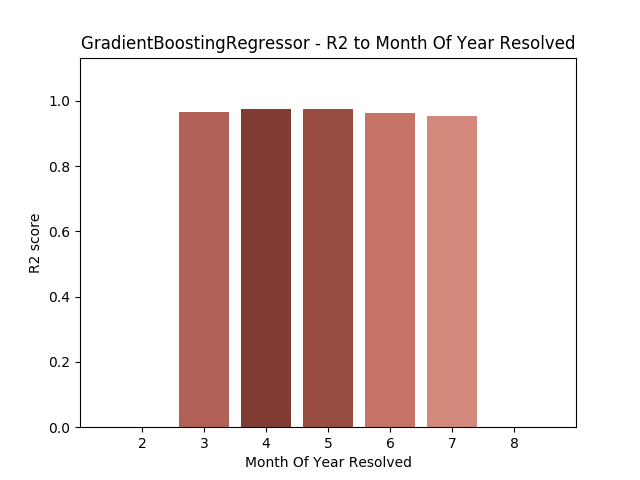 GradientBoostingRegressor - R2 to Month Of Year Resolved
1.0
0.8
0.6
0.4
0.2
0.0
R2 score
2 3 4 5 6 7 8
Month Of Year Resolved